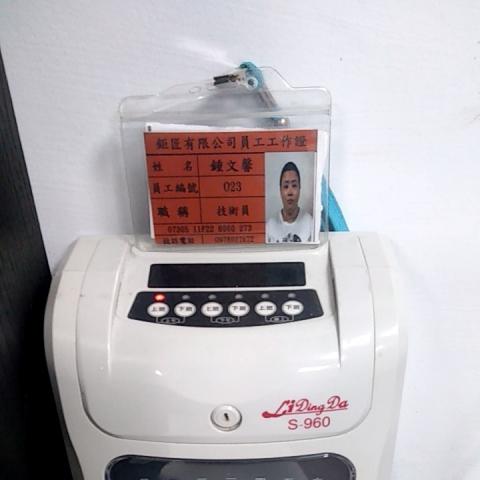 鉅匠有限公司員工工作證
姓 名 鍾文馨
員工編號 023
職 稱 技術員
上班 下班 上班 下班 上班 下班
Li Ding Da
S-960